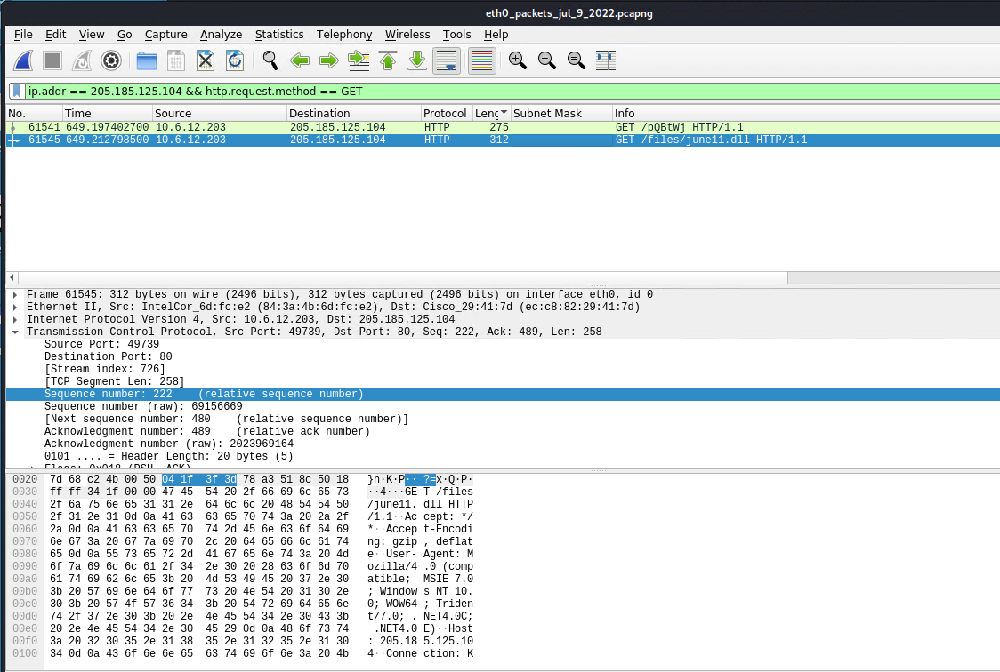 eth0_packets_jul_9_2022.pcapng
File Edit View Go Capture Analyze Statistics Telephony Wireless Tools Help
ip.addr == 205.185.125.104 && http.request.method == GET
No. Time Source Destination Protocol Leng Subnet Mask Info
61541 649.197402700 10.6.12.203 205.185.125.104 HTTP 275 GET /pQBtWj HTTP/1.1
61545 649.212798500 10.6.12.203 205.185.125.104 HTTP 312 GET /files/june11.dll HTTP/1.1
Frame 61545: 312 bytes on wire (2496 bits), 312 bytes captured (2496 bits) on interface eth0, id 0
Ethernet II, Src: IntelCor_6d:fc:e2 (84:3a:4b:6d:fc:e2), Dst: Cisco_29:41:7d (ec:c8:82:29:41:7d)
Internet Protocol Version 4, Src: 10.6.12.203, Dst: 205.185.125.104
Transmission Control Protocol, Src Port: 49739, Dst Port: 80, Seq: 222, Ack: 489, Len: 258
Source Port: 49739
Destination Port: 80
[Stream index: 726]
[TCP Segment Len: 258]
Sequence number: 222 (relative sequence number)
Sequence number (raw): 69156669
[Next sequence number: 480 (relative sequence number)]
Acknowledgment number: 489 (relative ack number)
Acknowledgment number (raw): 2023969164
0101 .... = Header Length: 20 bytes (5)
Flags: 0x018 (PSH, ACK)
0020 7d 68 c2 4b 00 50 04 1f 3f 3d 78 a3 51 8c 50 18 }h·K·P·· ?=x·Q·P·
0030 ff ff 34 1f 00 00 47 45 54 20 2f 66 69 6c 65 73 ··4···GE T /files
0040 2f 6a 75 6e 65 31 31 2e 64 6c 6c 20 48 54 54 50 /june11. dll HTTP
0050 2f 31 2e 31 0d 0a 41 63 63 65 70 74 3a 20 2a 2f /1.1··Ac cept: */
0060 2a 0d 0a 41 63 63 65 70 74 2d 45 6e 63 6f 64 69 *··Accep t-Encodi
0070 6e 67 3a 20 67 7a 69 70 2c 20 64 65 66 6c 61 74 ng: gzip , deflat
0080 65 0d 0a 55 73 65 72 2d 41 67 65 6e 74 3a 20 4d e··User- Agent: M
0090 6f 7a 69 6c 6c 61 2f 34 2e 30 20 28 63 6f 6d 70 ozilla/4 .0 (comp
00a0 61 74 69 62 6c 65 3b 20 4d 53 49 45 20 37 2e 30 atible; MSIE 7.0
00b0 3b 20 57 69 6e 64 6f 77 73 20 4e 54 20 31 30 2e ; Window s NT 10.
00c0 30 3b 20 57 4f 57 36 34 3b 20 54 72 69 64 65 6e 0; WOW64 ; Triden
00d0 74 2f 37 2e 30 3b 20 2e 4e 45 54 34 2e 30 43 3b t/7.0; . NET4.0C;
00e0 20 2e 4e 45 54 34 2e 30 45 29 0d 0a 48 6f 73 74 .NET4.0 E)··Host
00f0 3a 20 32 30 35 2e 31 38 35 2e 31 32 35 2e 31 30 : 205.18 5.125.10
0100 34 0d 0a 43 6f 6e 6e 65 63 74 69 6f 6e 3a 20 4b 4··Conne ction: K